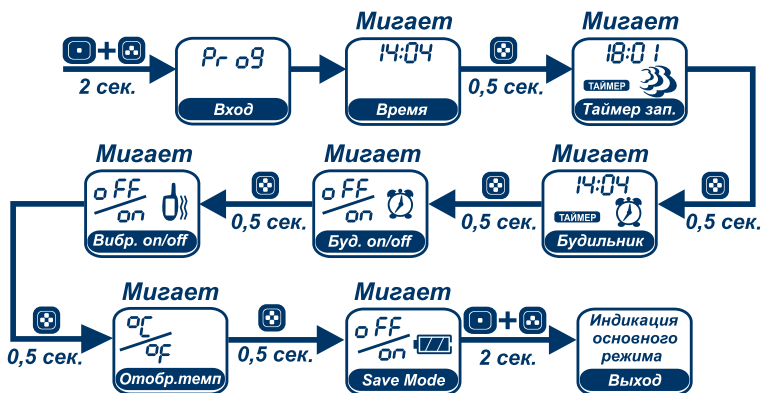 Мигает Мигает
Pr og 14:04 18:01
ТАЙМЕР
2 сек. Вход Время 0,5 сек. Таймер зап.
Мигает Мигает Мигает
oFF on oFF on 14:04
ТАЙМЕР
Вибр. on/off 0,5 сек. Буд. on/off 0,5 сек. Будильник 0,5 сек.
Мигает Мигает
°C °F oFF on Индикация
основного
режима
0,5 сек. Отобр.темп 0,5 сек. Save Mode 2 сек. Выход